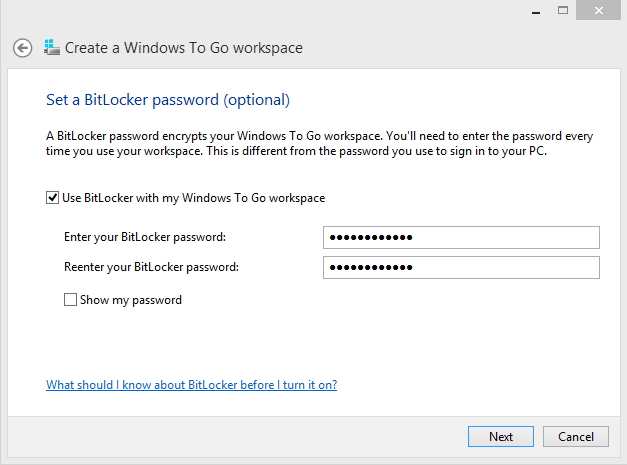 Create a Windows To Go workspace
Set a BitLocker password (optional)
A BitLocker password encrypts your Windows To Go workspace. You'll need to enter the password every
time you use your workspace. This is different from the password you use to sign in to your PC.
Use BitLocker with my Windows To Go workspace
Enter your BitLocker password: ●●●●●●●●●●●●
Reenter your BitLocker password: ●●●●●●●●●●●●
Show my password
What should I know about BitLocker before I turn it on?
Next Cancel